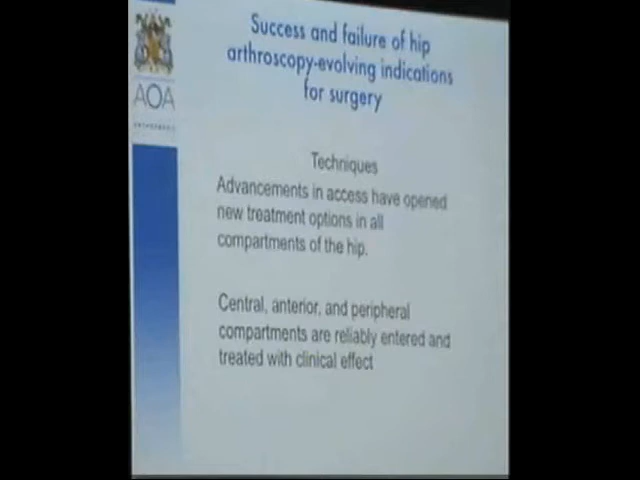 Success and failure of hip
arthroscopy-evolving indications
for surgery
AOA
Techniques
Advancements in access have opened
new treatment options in all
compartments of the hip.
Central, anterior, and peripheral
compartments are reliably entered and
treated with clinical effect